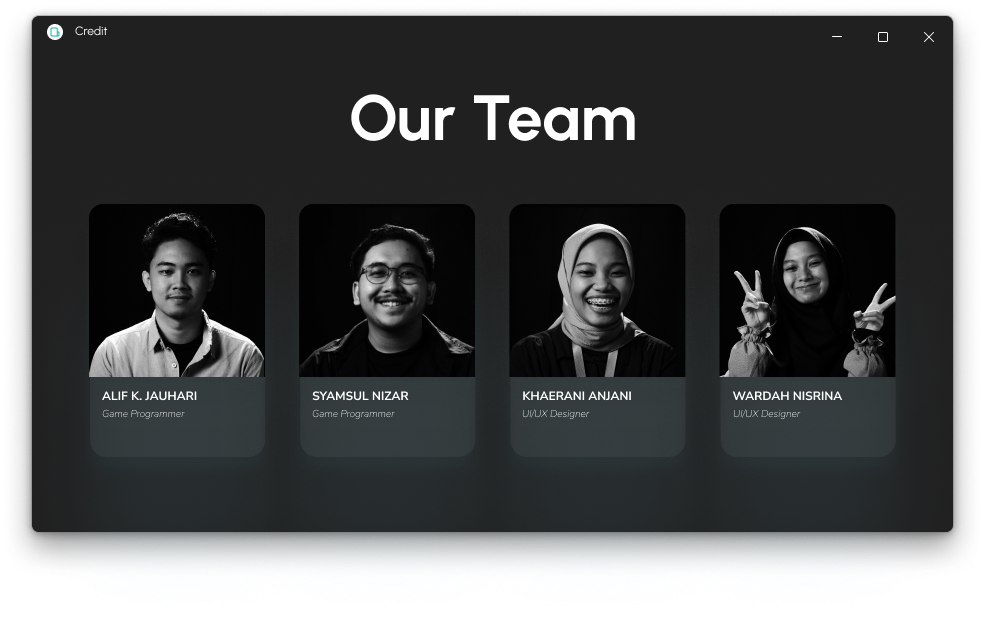 Credit
Our Team
ALIF K. JAUHARI
Game Programmer
SYAMSUL NIZAR
Game Programmer
KHAERANI ANJANI
UI/UX Designer
WARDAH NISRINA
UI/UX Designer